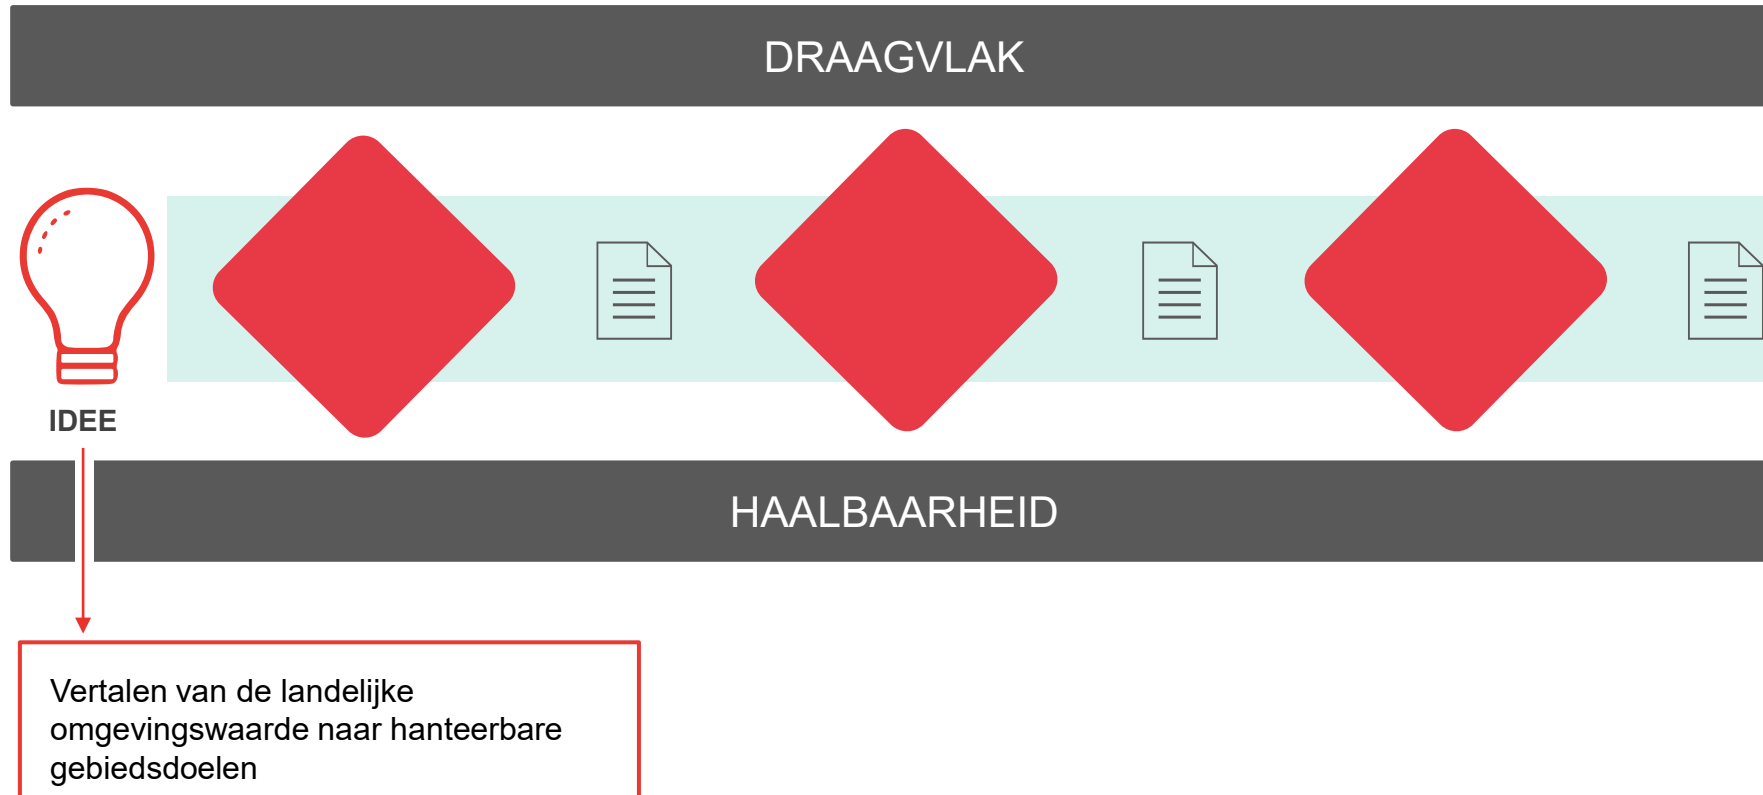 DRAAGVLAK
IDEE
HAALBAARHEID
Vertalen van de landelijke
omgevingswaarde naar hanteerbare
gebiedsdoelen